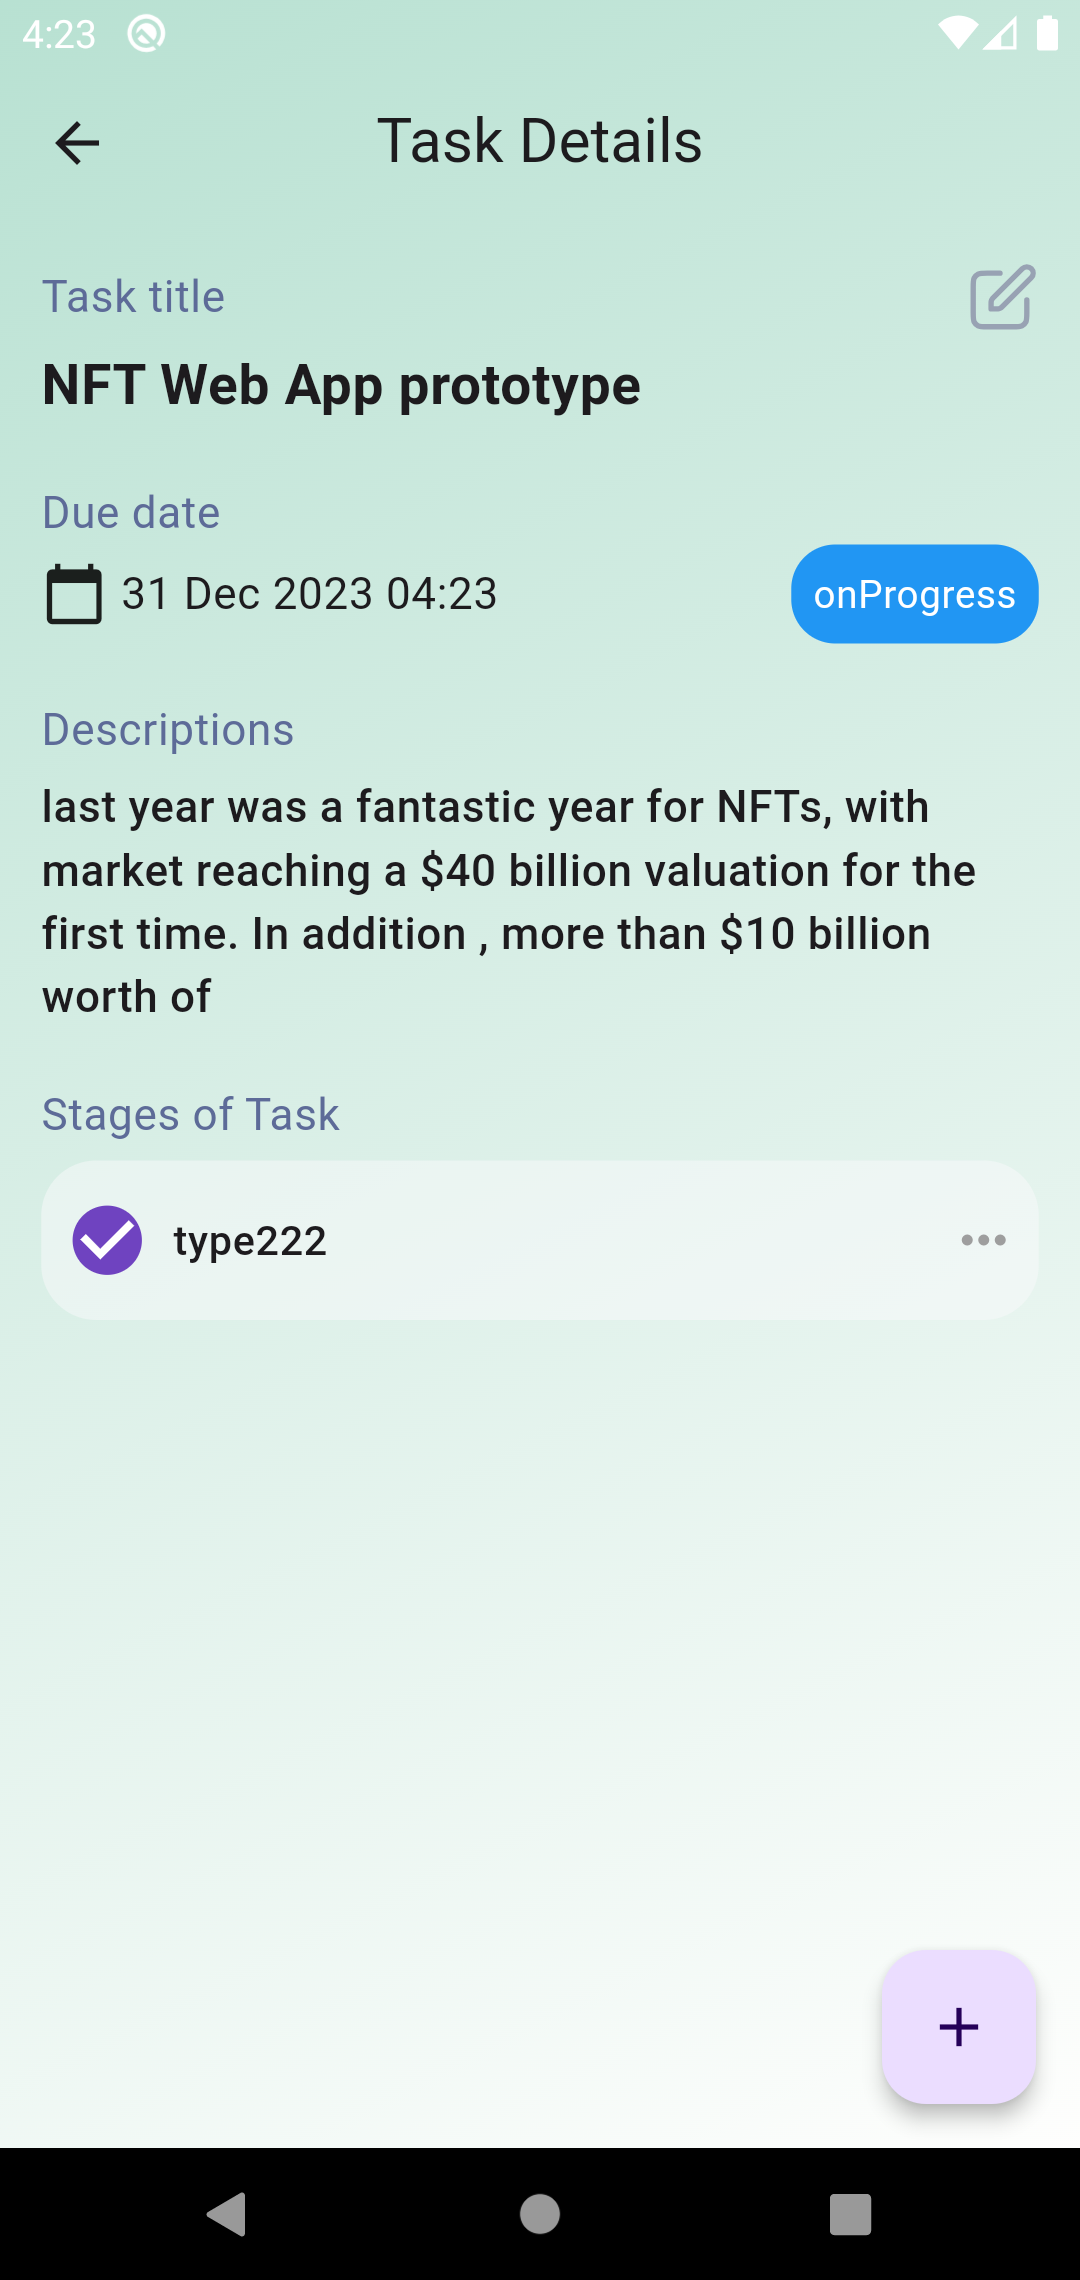 4:23
Task Details
Task title
NFT Web App prototype
Due date
31 Dec 2023 04:23
onProgress
Descriptions
last year was a fantastic year for NFTs, with
market reaching a $40 billion valuation for the
first time. In addition , more than $10 billion
worth of
Stages of Task
type222